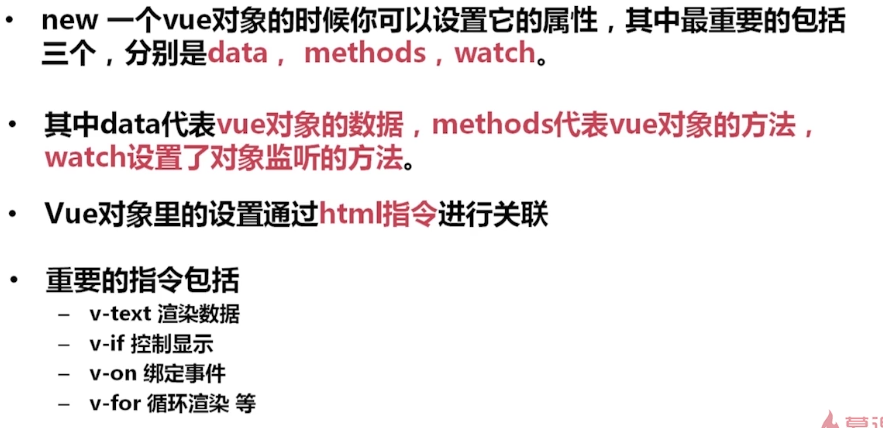 • new 一个vue对象的时候你可以设置它的属性，其中最重要的包括
三个，分别是data， methods，watch。
• 其中data代表vue对象的数据，methods代表vue对象的方法，
watch设置了对象监听的方法。
• Vue对象里的设置通过html指令进行关联
• 重要的指令包括
– v-text 渲染数据
– v-if 控制显示
– v-on 绑定事件
– v-for 循环渲染 等